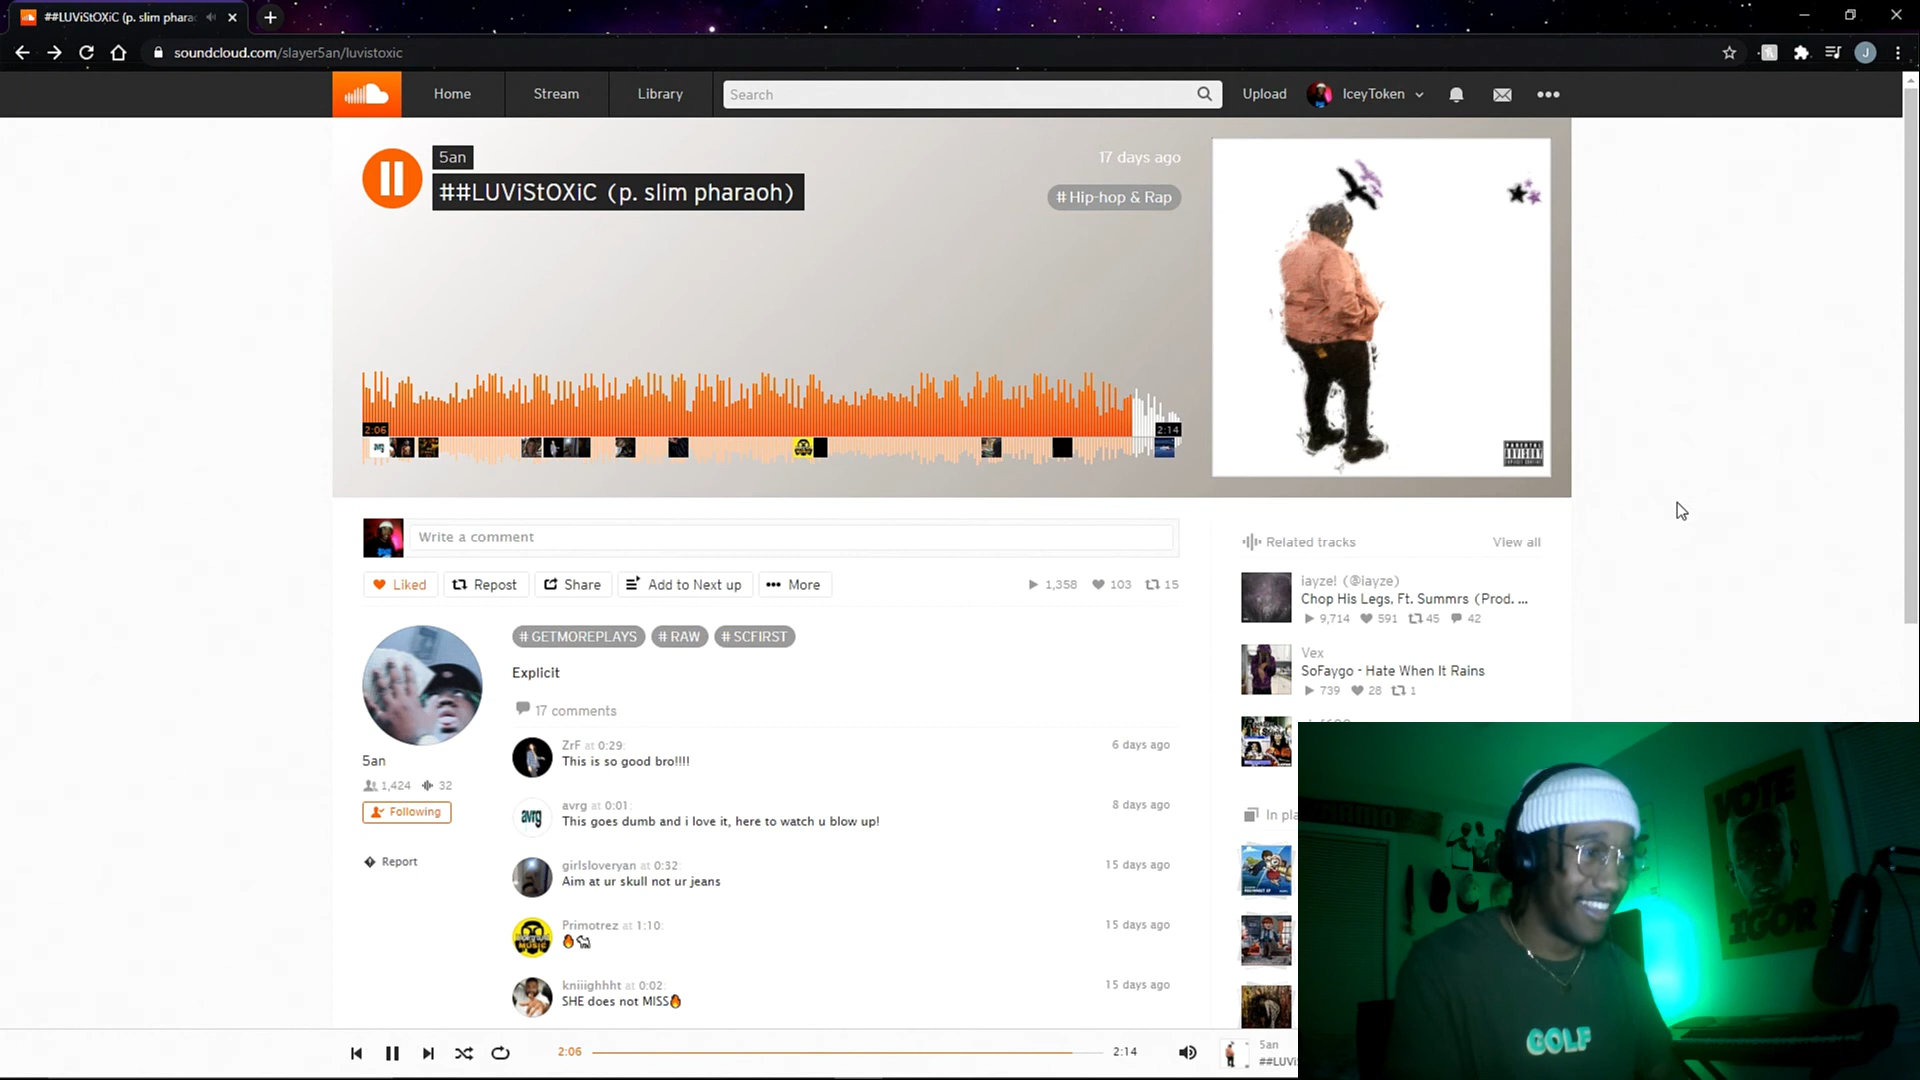 ##LUViStOXiC (p. slim phara
soundcloud.com/slayer5an/luvistoxic
J
Home
Stream
Library
Search
Upload
IceyToken
5an
##LUViStOXiC (p. slim pharaoh)
17 days ago
# Hip-hop & Rap
2:06
2:14
Write a comment
Liked
Repost
Share
Add to Next up
More
1,358
103
15
Related tracks
View all
iayze! (@iayze)
Chop His Legs, Ft. Summrs (Prod. ...
9,714
591
45
42
Vex
SoFaygo - Hate When It Rains
739
28
1
# GETMOREPLAYS
# RAW
# SCFIRST
Explicit
17 comments
5an
1,424
32
Following
Report
ZrF at 0:29:
This is so good bro!!!!
6 days ago
avrg
avrg at 0:01:
This goes dumb and i love it, here to watch u blow up!
8 days ago
girlsloveryan at 0:32:
Aim at ur skull not ur jeans
15 days ago
Primotrez at 1:10:
🔥🐐
15 days ago
MUSIC
kniiighhht at 0:02:
SHE does not MISS🔥
15 days ago
In pla
2:06
2:14
5an
##LUVi
VOTE
IGOR
GOLF